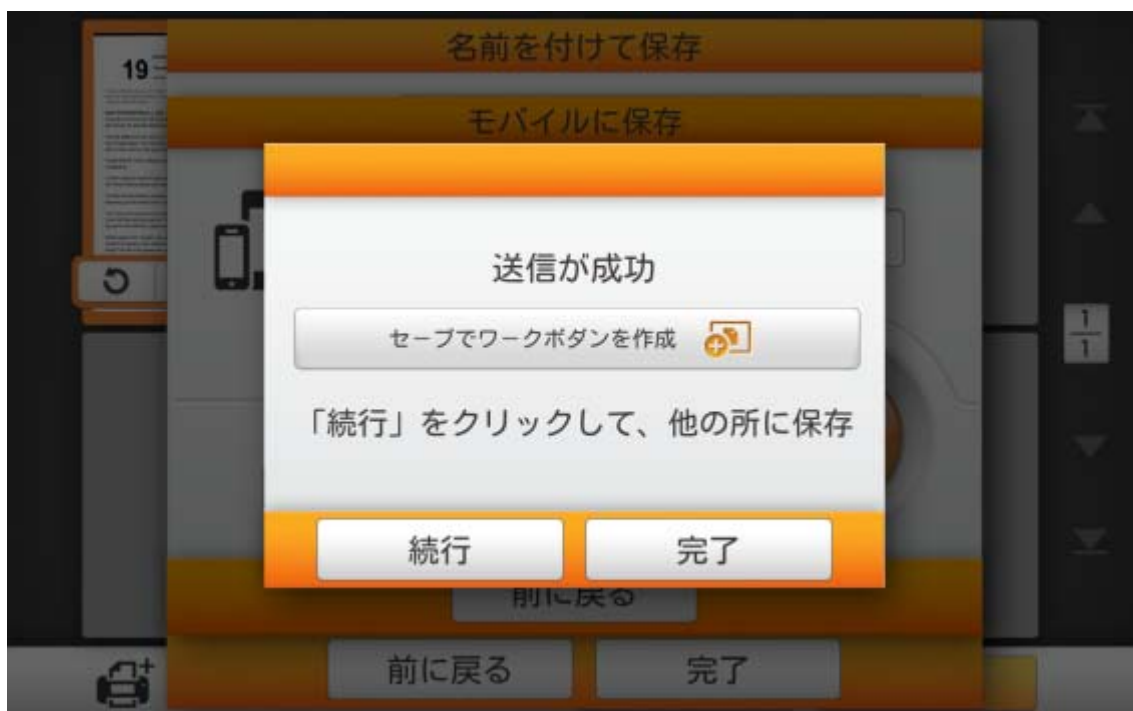 名前を付けて保存
19
モバイルに保存
送信が成功
セーブでワークボダンを作成
「続行」をクリックして、他の所に保存
1
1
続行
完了
前に戻る
前に戻る
完了